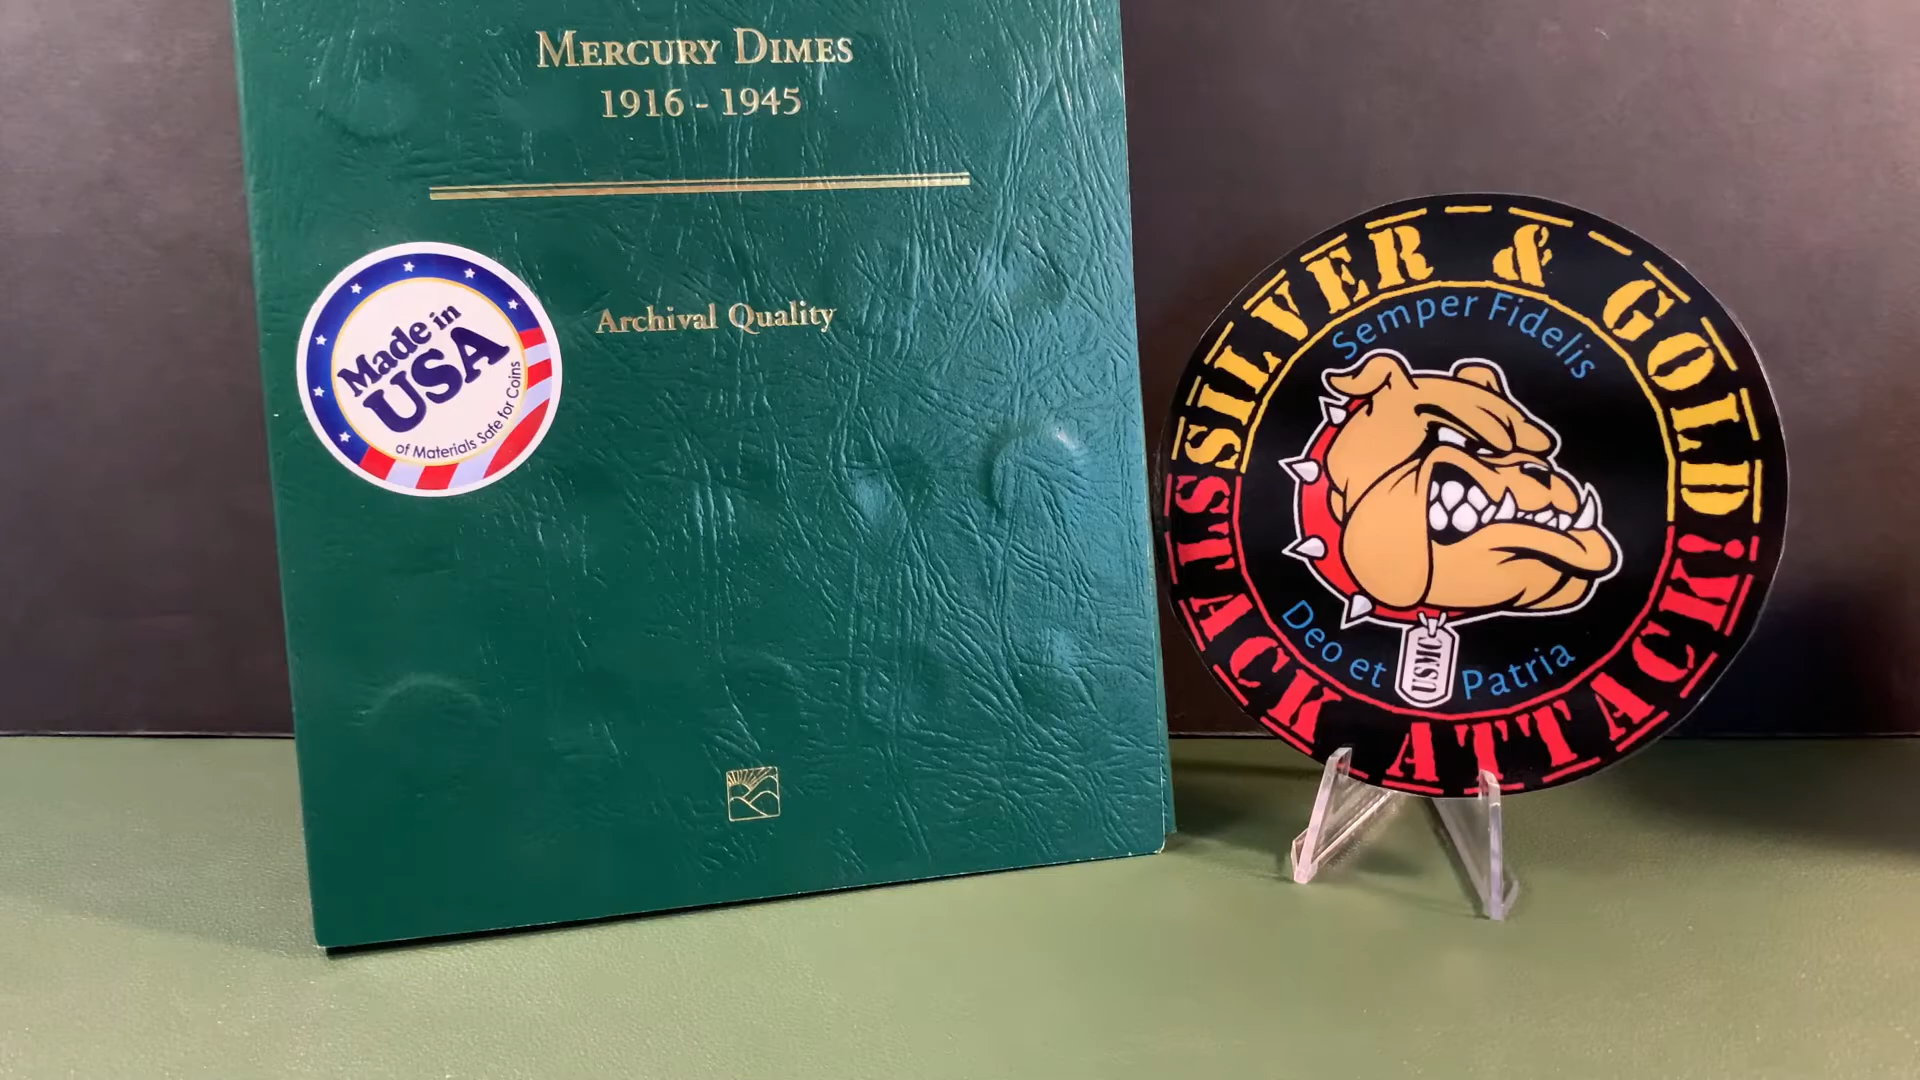 MERCURY DIMES
1916 - 1945
Archival Quality
Made in
USA
of Materials Safe for Coins
SILVER & GOLD!
Semper Fidelis
USMC
Deo et Patria
STACK ATTACK!